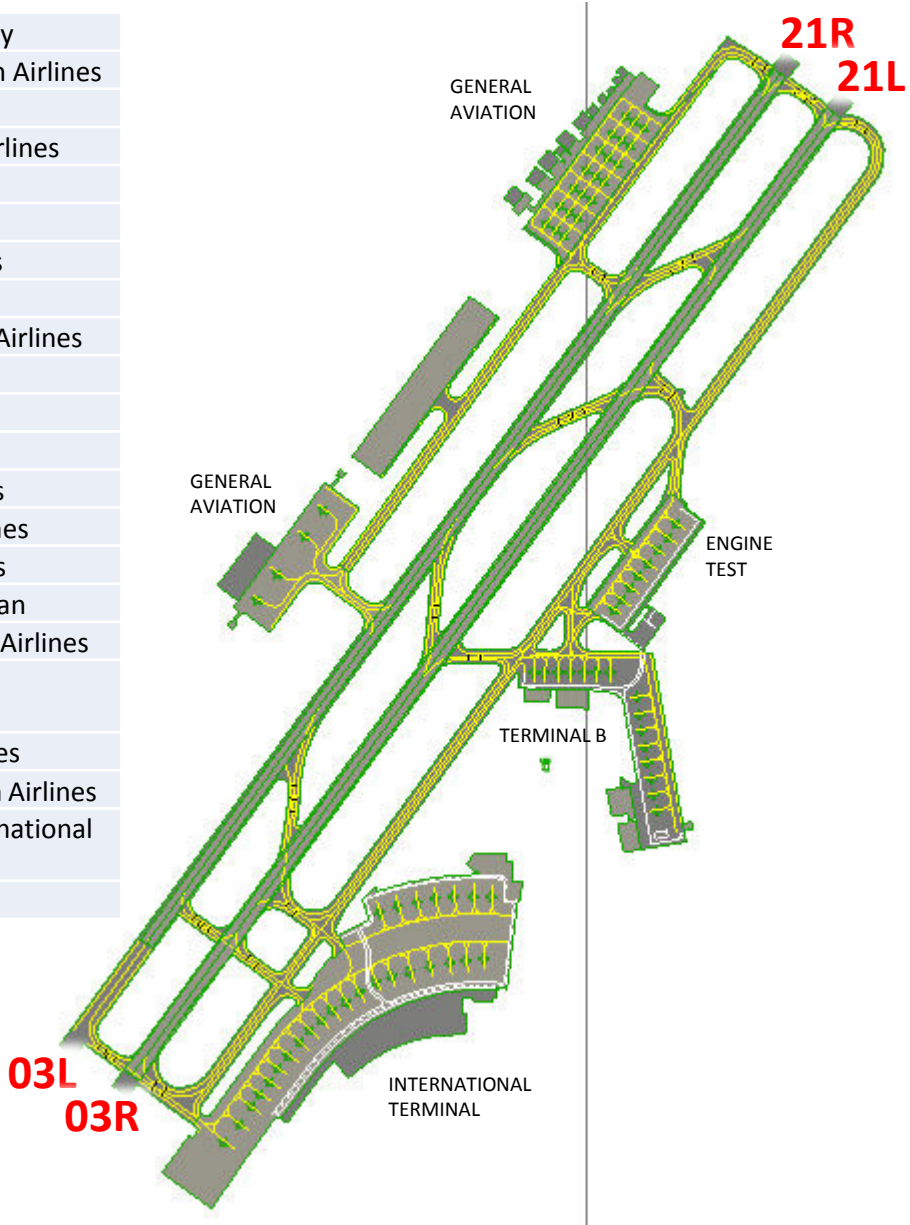 y
n Airlines
rlines
s
Airlines
s
nes
s
an
Airlines
es
n Airlines
national
21R
21L
GENERAL
AVIATION
GENERAL
AVIATION
ENGINE
TEST
TERMINAL B
03L
03R
INTERNATIONAL
TERMINAL